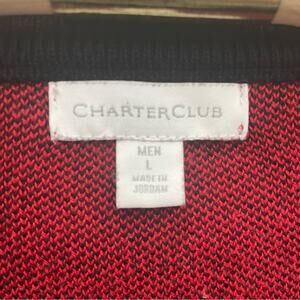 CHARTER CLUB
MEN
L
MADE IN
JORDAN